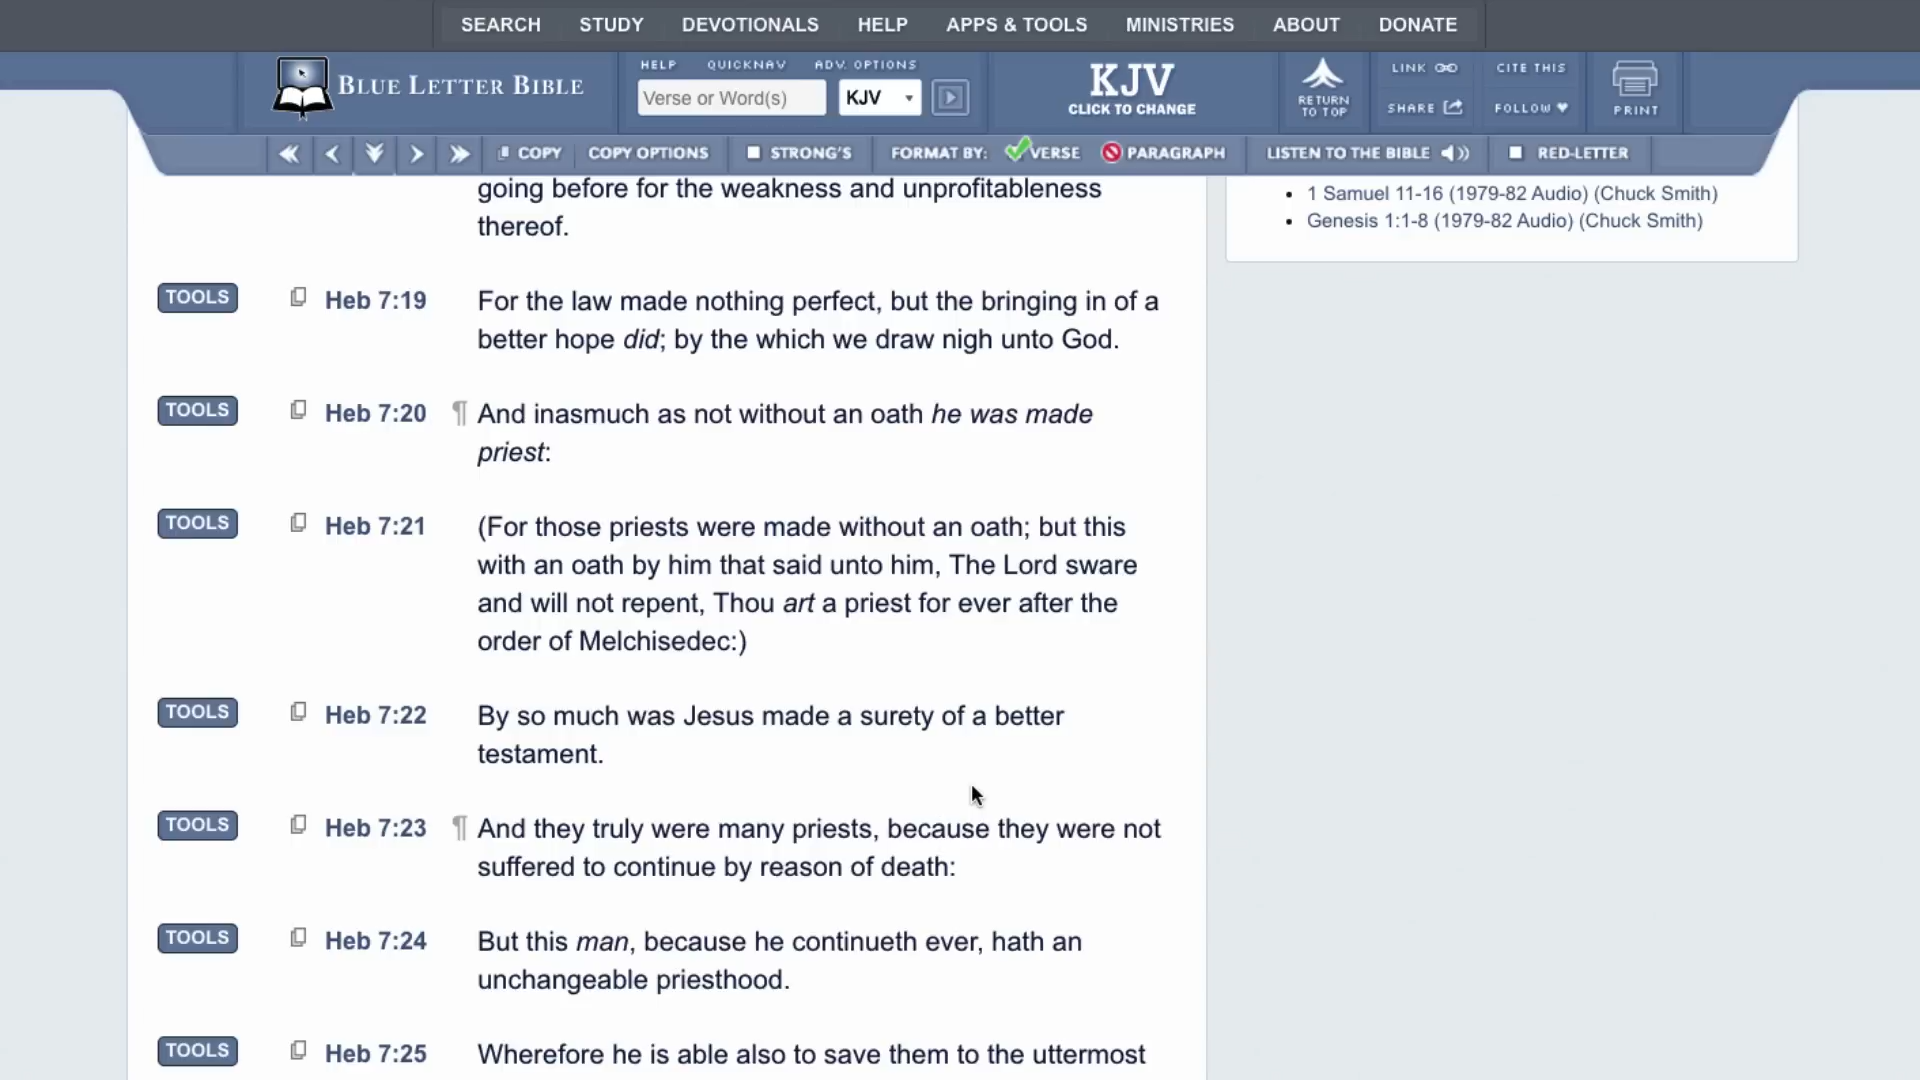 SEARCH STUDY DEVOTIONALS HELP APPS & TOOLS MINISTRIES ABOUT DONATE
BLUE LETTER BIBLE
HELP QUICKNAV ADV. OPTIONS
Verse or Word(s) KJV
KJV
CLICK TO CHANGE
RETURN
TO TOP
LINK
SHARE
CITE THIS
FOLLOW
PRINT
COPY COPY OPTIONS STRONG'S FORMAT BY: VERSE PARAGRAPH LISTEN TO THE BIBLE RED-LETTER
going before for the weakness and unprofitableness
thereof.
TOOLS Heb 7:19 For the law made nothing perfect, but the bringing in of a
better hope did; by the which we draw nigh unto God.
TOOLS Heb 7:20 ¶ And inasmuch as not without an oath he was made
priest:
TOOLS Heb 7:21 (For those priests were made without an oath; but this
with an oath by him that said unto him, The Lord sware
and will not repent, Thou art a priest for ever after the
order of Melchisedec:)
TOOLS Heb 7:22 By so much was Jesus made a surety of a better
testament.
TOOLS Heb 7:23 ¶ And they truly were many priests, because they were not
suffered to continue by reason of death:
TOOLS Heb 7:24 But this man, because he continueth ever, hath an
unchangeable priesthood.
TOOLS Heb 7:25 Wherefore he is able also to save them to the uttermost
• 1 Samuel 11-16 (1979-82 Audio) (Chuck Smith)
• Genesis 1:1-8 (1979-82 Audio) (Chuck Smith)